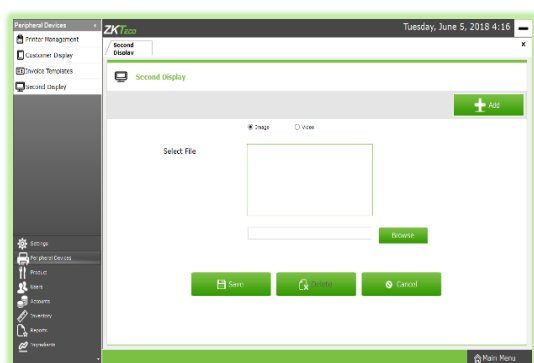 Peripheral Devices
Printer Management
Customer Display
Invoice Templates
Second Display
Settings
Peripheral Devices
Product
Users
Accounts
Inventory
Reports
Ingredients
ZKTeco
Tuesday, June 5, 2018 4:16
Second
Display
x
Second Display
Add
Image Video
Select File
Browse
Save Delete Cancel
Main Menu